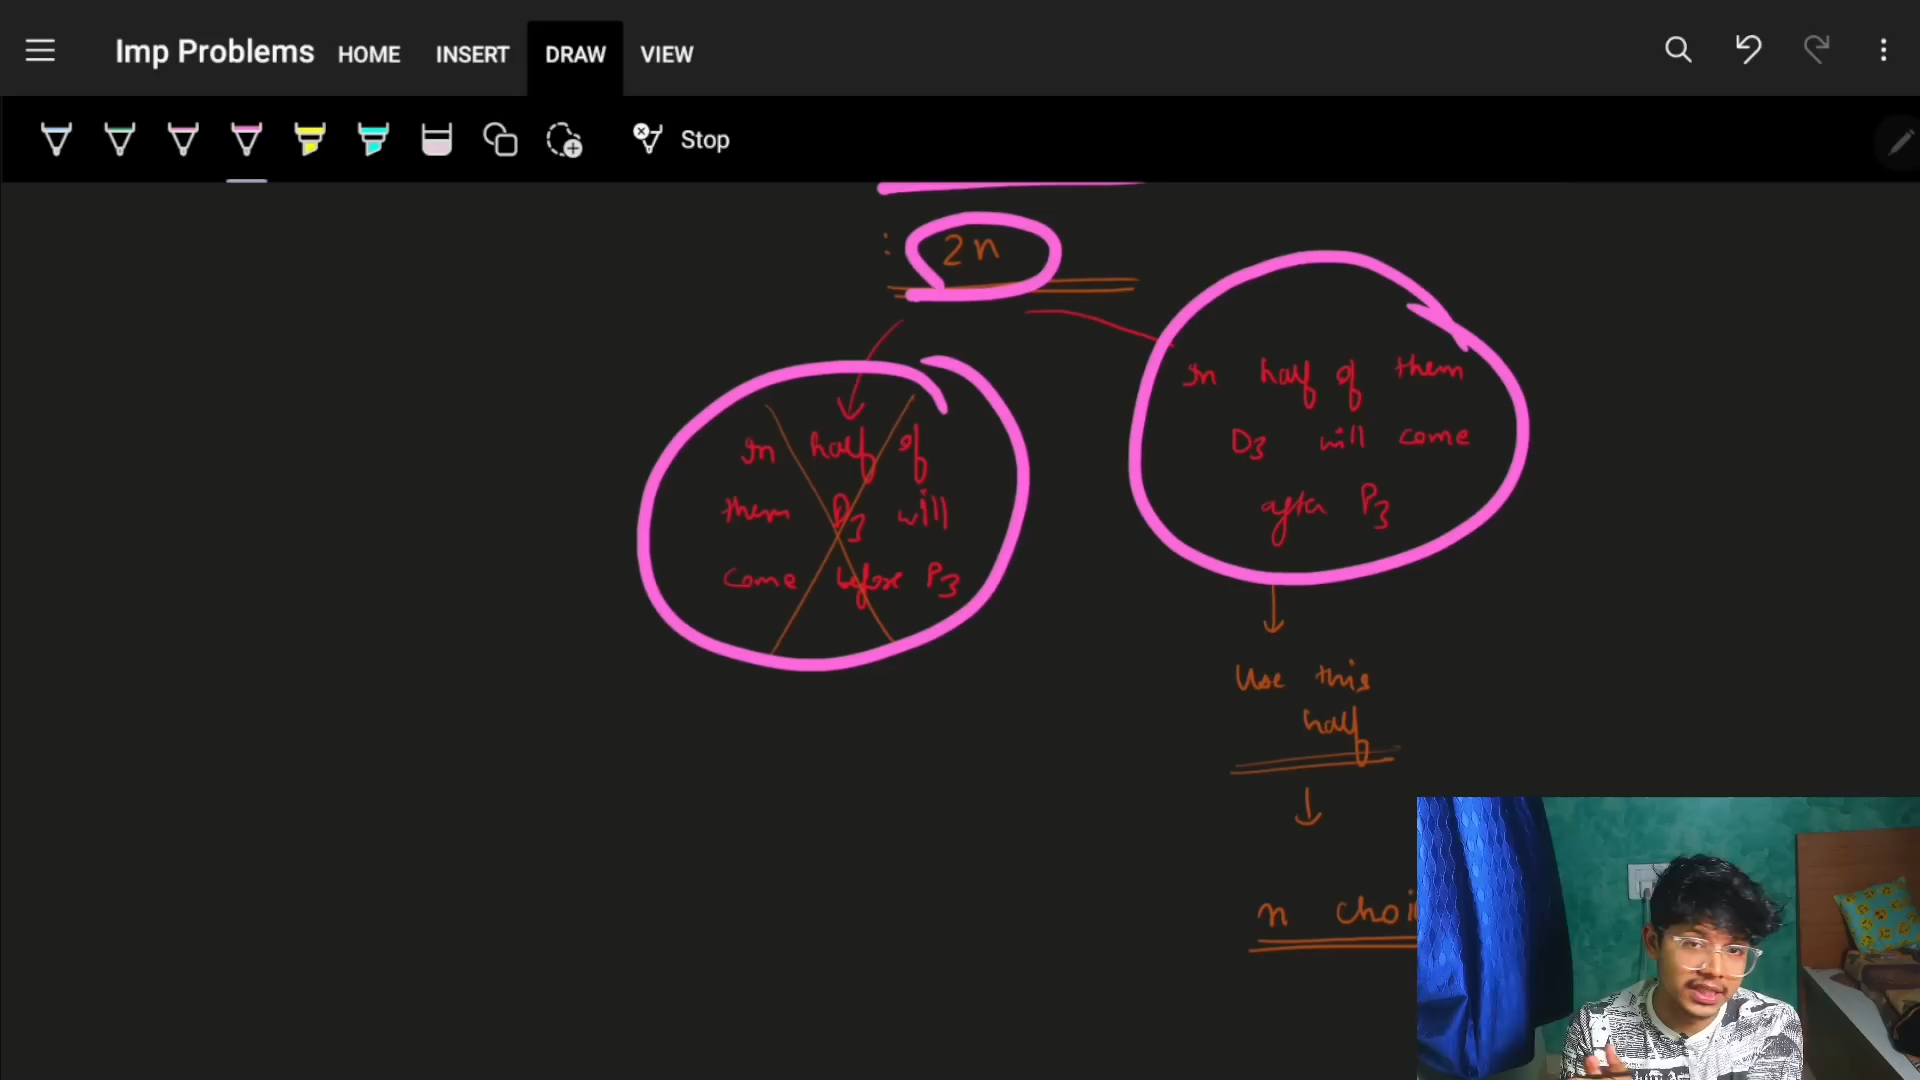 Imp Problems HOME INSERT DRAW VIEW
Stop
: 2n
In half of
them D3 will
come before P3
In half of them
D3 will come
after P3
Use this
half
n choi